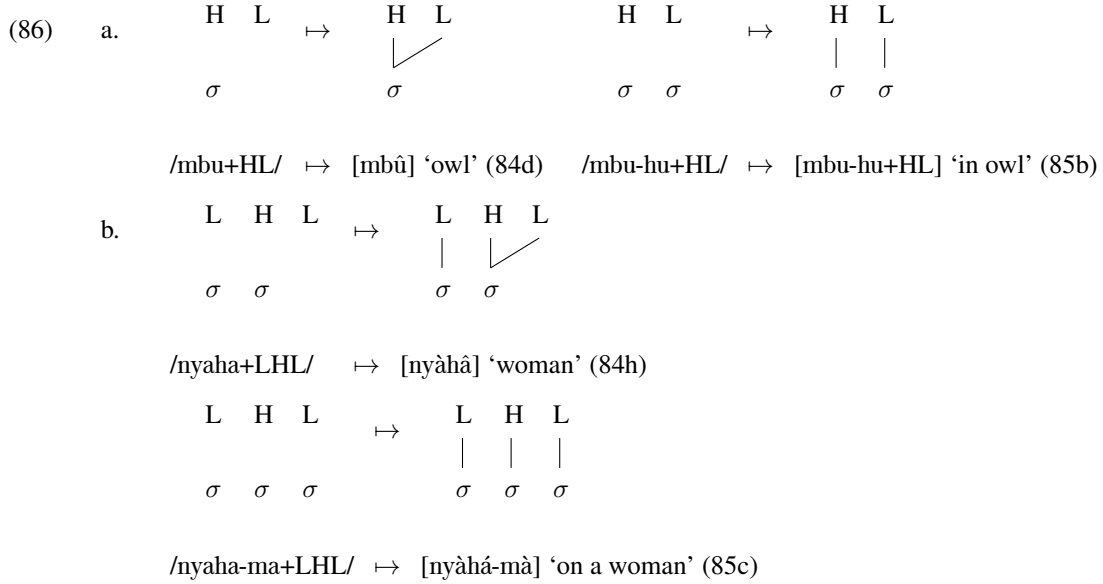 (86) a. H L ↦ H L H L ↦ H L
σ σ σ σ σ σ
/mbu+HL/ ↦ [mbû] ‘owl’ (84d) /mbu-hu+HL/ ↦ [mbu-hu+HL] ‘in owl’ (85b)
b. L H L ↦ L H L
σ σ σ σ
/nyaha+LHL/ ↦ [nyàhâ] ‘woman’ (84h)
L H L ↦ L H L
σ σ σ σ σ σ
/nyaha-ma+LHL/ ↦ [nyàhá-mà] ‘on a woman’ (85c)